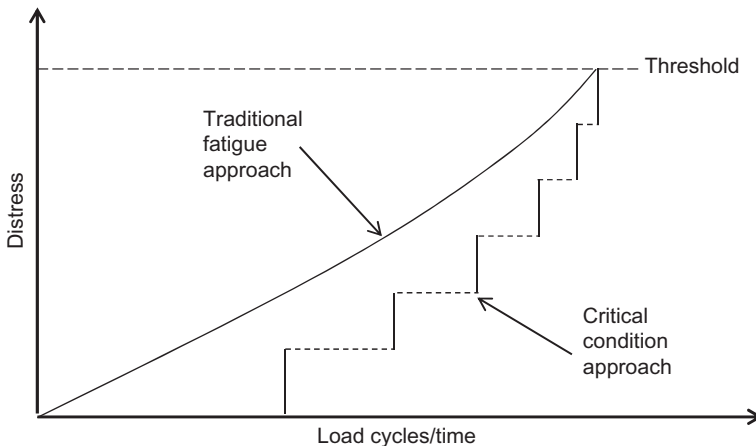 Threshold
Traditional
fatigue
approach
Distress
Critical
condition
approach
Load cycles/time